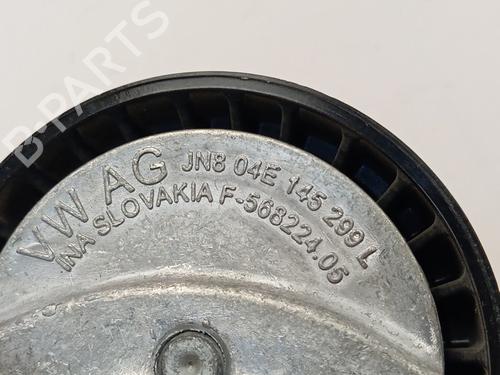 B-PARTS
VW AG JN8 04E 145 299 L
INA SLOVAKIA F-568224.05